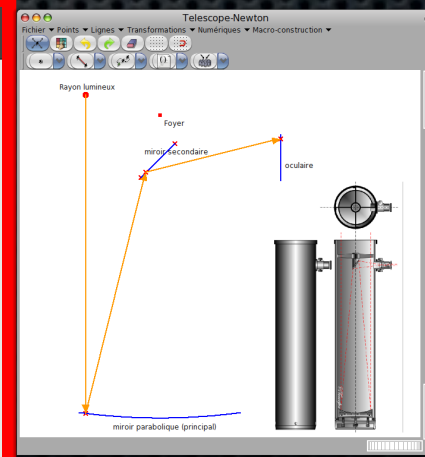 Telescope-Newton
Fichier Points Lignes Transformations Numériques Macro-construction
Rayon lumineux
Foyer
miroir secondaire
oculaire
miroir parabolique (principal)